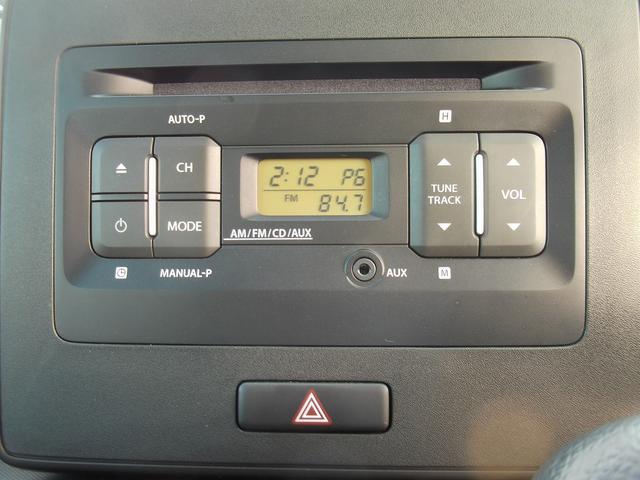 AUTO-P
H
CH
2:12 P6
TUNE
TRACK
VOL
FM 84.7
MODE
AM/FM/CD/AUX
MANUAL-P
AUX
M